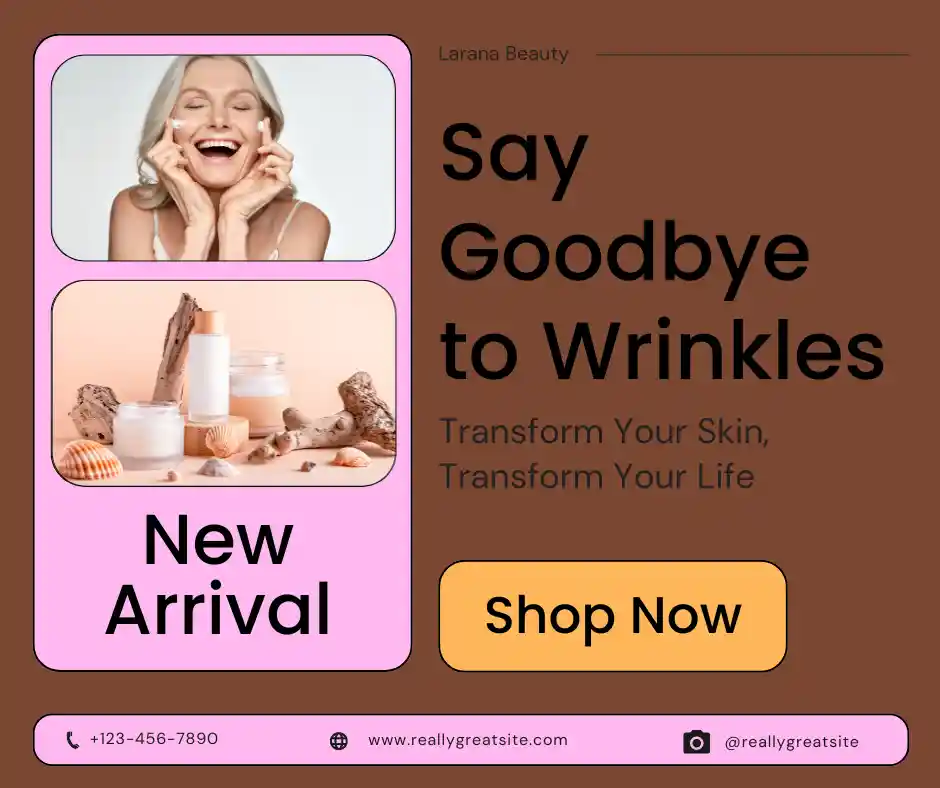 Larana Beauty
Say
Goodbye
to Wrinkles
Transform Your Skin,
Transform Your Life
New
Arrival
Shop Now
+123-456-7890
www.reallygreatsite.com
@reallygreatsite